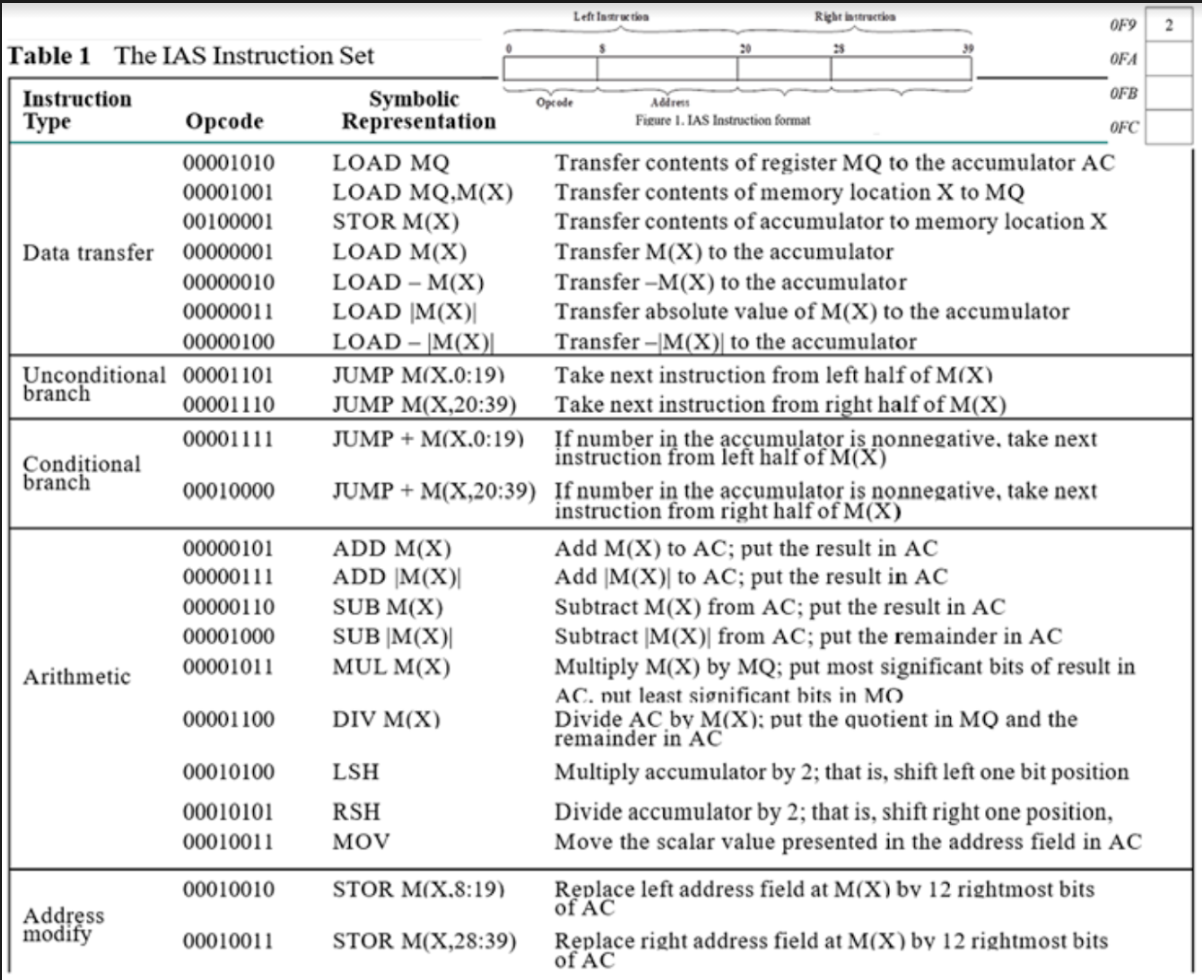 Left Instruction Right instruction
0 8 20 28 39
Opcode Address
Figure 1. IAS Instruction format
0F9 2
0FA
0FB
0FC
Table 1 The IAS Instruction Set
Instruction Type Opcode Symbolic Representation
Data transfer
00001010 LOAD MQ Transfer contents of register MQ to the accumulator AC
00001001 LOAD MQ,M(X) Transfer contents of memory location X to MQ
00100001 STOR M(X) Transfer contents of accumulator to memory location X
00000001 LOAD M(X) Transfer M(X) to the accumulator
00000010 LOAD – M(X) Transfer –M(X) to the accumulator
00000011 LOAD |M(X)| Transfer absolute value of M(X) to the accumulator
00000100 LOAD – |M(X)| Transfer –|M(X)| to the accumulator
Unconditional branch
00001101 JUMP M(X,0:19) Take next instruction from left half of M(X)
00001110 JUMP M(X,20:39) Take next instruction from right half of M(X)
Conditional branch
00001111 JUMP + M(X,0:19) If number in the accumulator is nonnegative, take next
instruction from left half of M(X)
00010000 JUMP + M(X,20:39) If number in the accumulator is nonnegative, take next
instruction from right half of M(X)
Arithmetic
00000101 ADD M(X) Add M(X) to AC; put the result in AC
00000111 ADD |M(X)| Add |M(X)| to AC; put the result in AC
00000110 SUB M(X) Subtract M(X) from AC; put the result in AC
00001000 SUB |M(X)| Subtract |M(X)| from AC; put the remainder in AC
00001011 MUL M(X) Multiply M(X) by MQ; put most significant bits of result in
AC, put least significant bits in MQ
00001100 DIV M(X) Divide AC by M(X); put the quotient in MQ and the
remainder in AC
00010100 LSH Multiply accumulator by 2; that is, shift left one bit position
00010101 RSH Divide accumulator by 2; that is, shift right one position,
00010011 MOV Move the scalar value presented in the address field in AC
Address modify
00010010 STOR M(X,8:19) Replace left address field at M(X) by 12 rightmost bits
of AC
00010011 STOR M(X,28:39) Replace right address field at M(X) by 12 rightmost bits
of AC